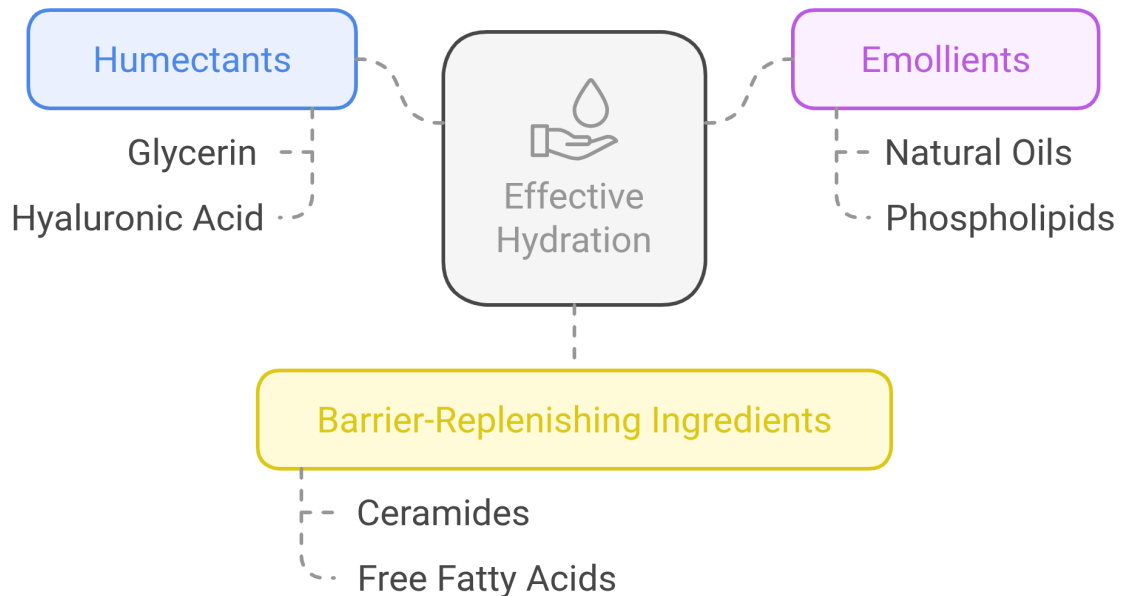 Humectants
Glycerin
Hyaluronic Acid
Effective
Hydration
Emollients
Natural Oils
Phospholipids
Barrier-Replenishing Ingredients
Ceramides
Free Fatty Acids